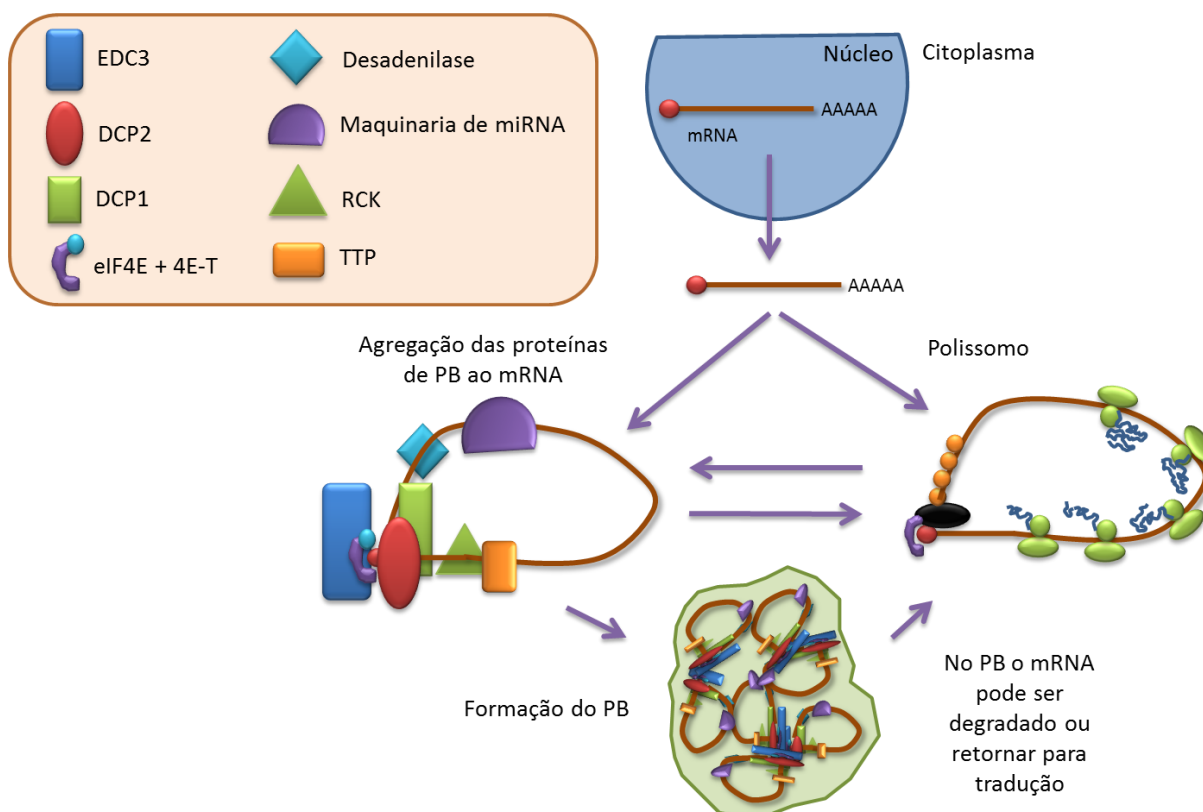 EDC3
DCP2
DCP1
eIF4E + 4E-T
Desadenilase
Maquinaria de miRNA
RCK
TTP
Núcleo
Citoplasma
AAAAA
mRNA
AAAAA
Agregação das proteínas
de PB ao mRNA
Polissomo
Formação do PB
No PB o mRNA
pode ser
degradado ou
retornar para
tradução